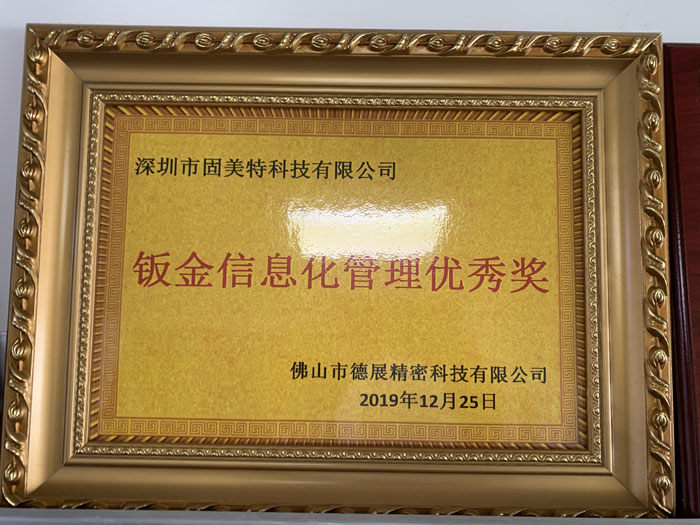 深圳市固美特科技有限公司
钣金信息化管理优秀奖
佛山市德展精密科技有限公司
2019年12月25日